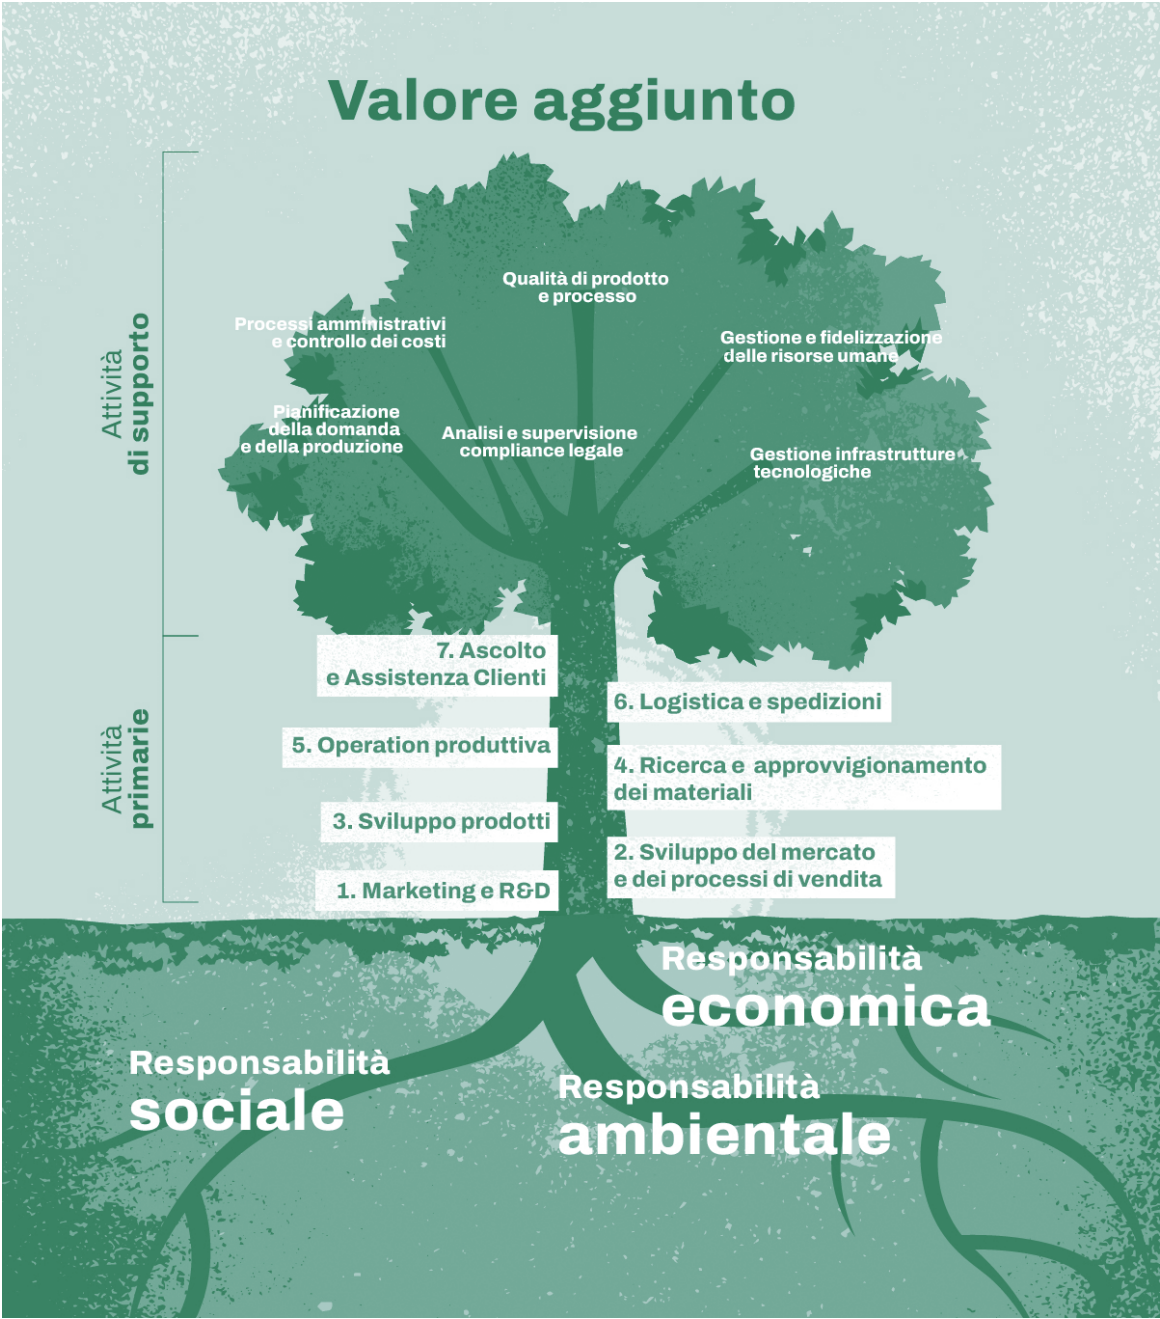 Valore aggiunto
Attività
di supporto
Qualità di prodotto
e processo
Processi amministrativi
e controllo dei costi
Gestione e fidelizzazione
delle risorse umane
Pianificazione
della domanda
e della produzione
Analisi e supervisione
compliance legale
Gestione infrastrutture
tecnologiche
Attività
primarie
7. Ascolto
e Assistenza Clienti
6. Logistica e spedizioni
5. Operation produttiva
4. Ricerca e approvvigionamento
dei materiali
3. Sviluppo prodotti
2. Sviluppo del mercato
e dei processi di vendita
1. Marketing e R&D
Responsabilità
economica
Responsabilità
sociale
Responsabilità
ambientale